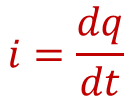 i = dq/dt